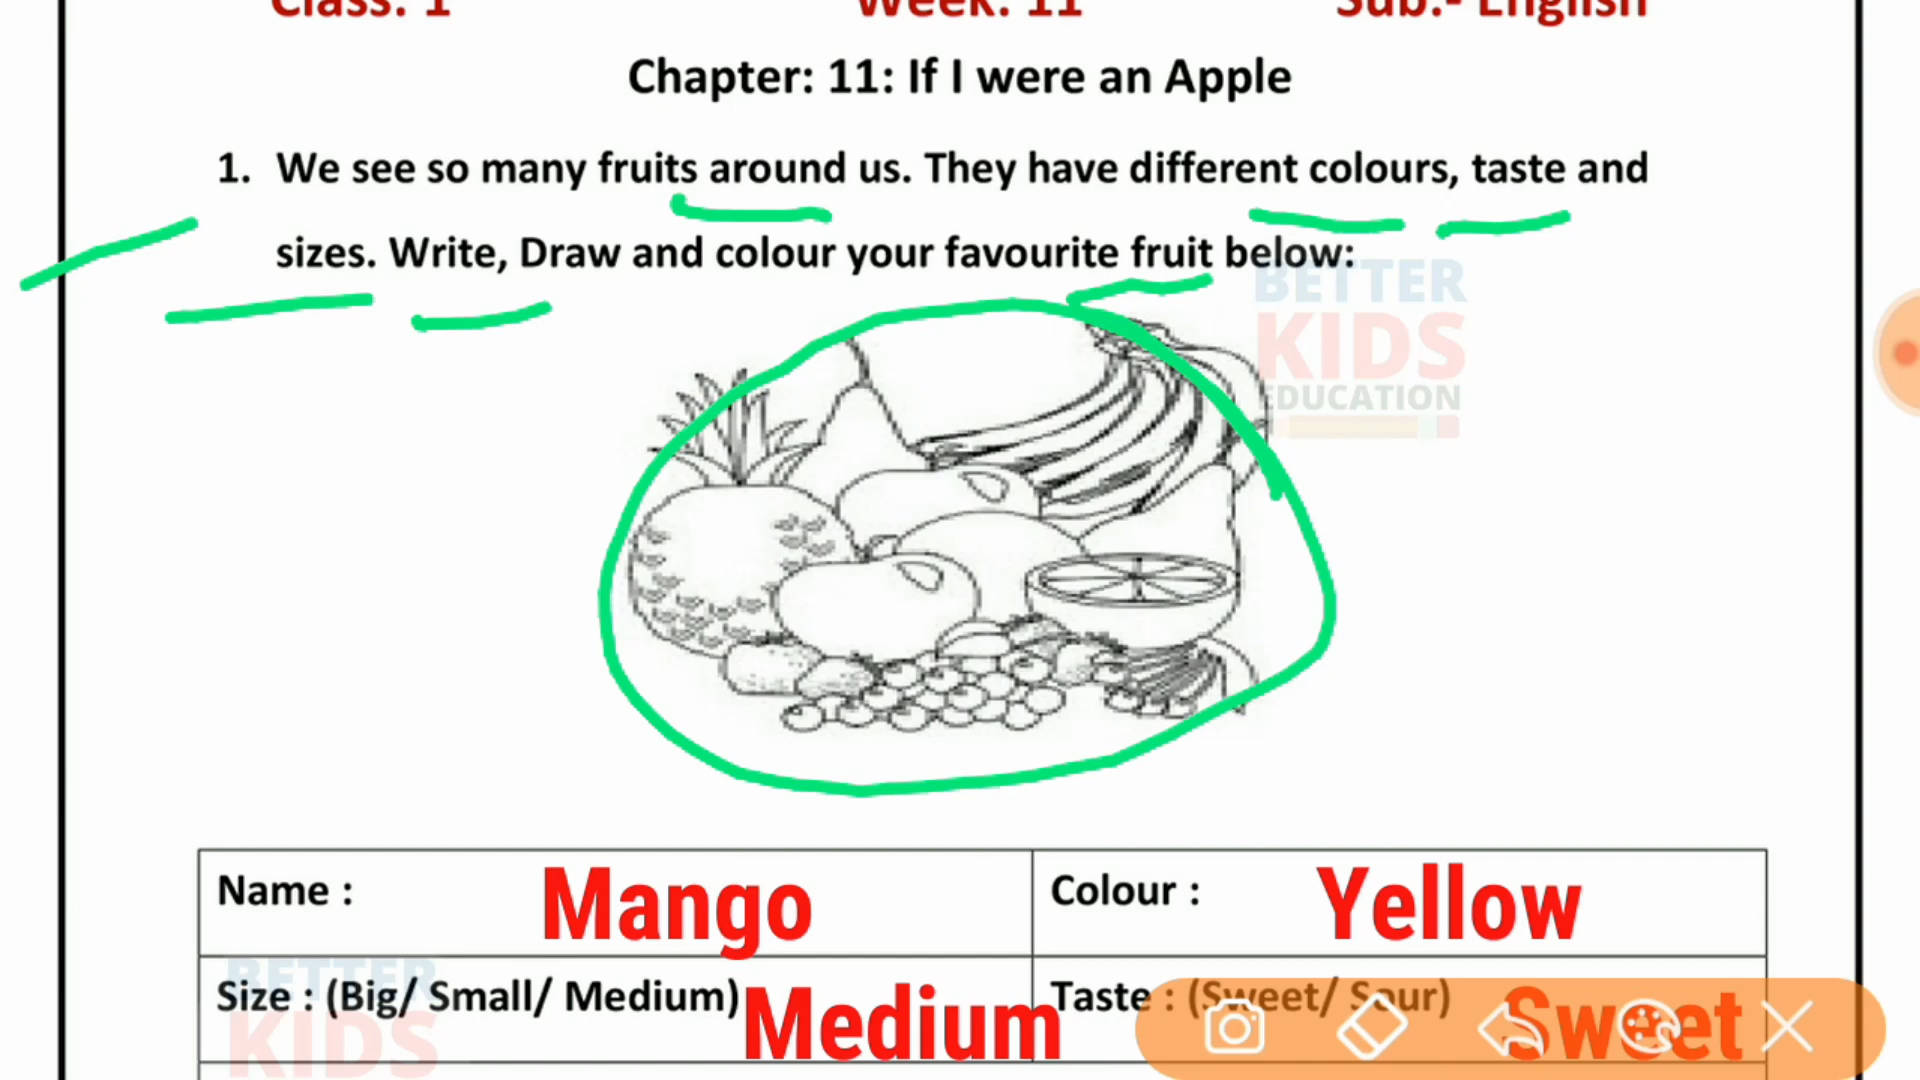 Class: 1 Week: 11 Sub.- English
Chapter: 11: If I were an Apple
1. We see so many fruits around us. They have different colours, taste and
sizes. Write, Draw and colour your favourite fruit below:
BETTER
KIDS
EDUCATION
Name : Mango Colour : Yellow
Size : (Big/ Small/ Medium) Medium Taste : (Sweet/ Sour) Sweet
BETTER
KIDS